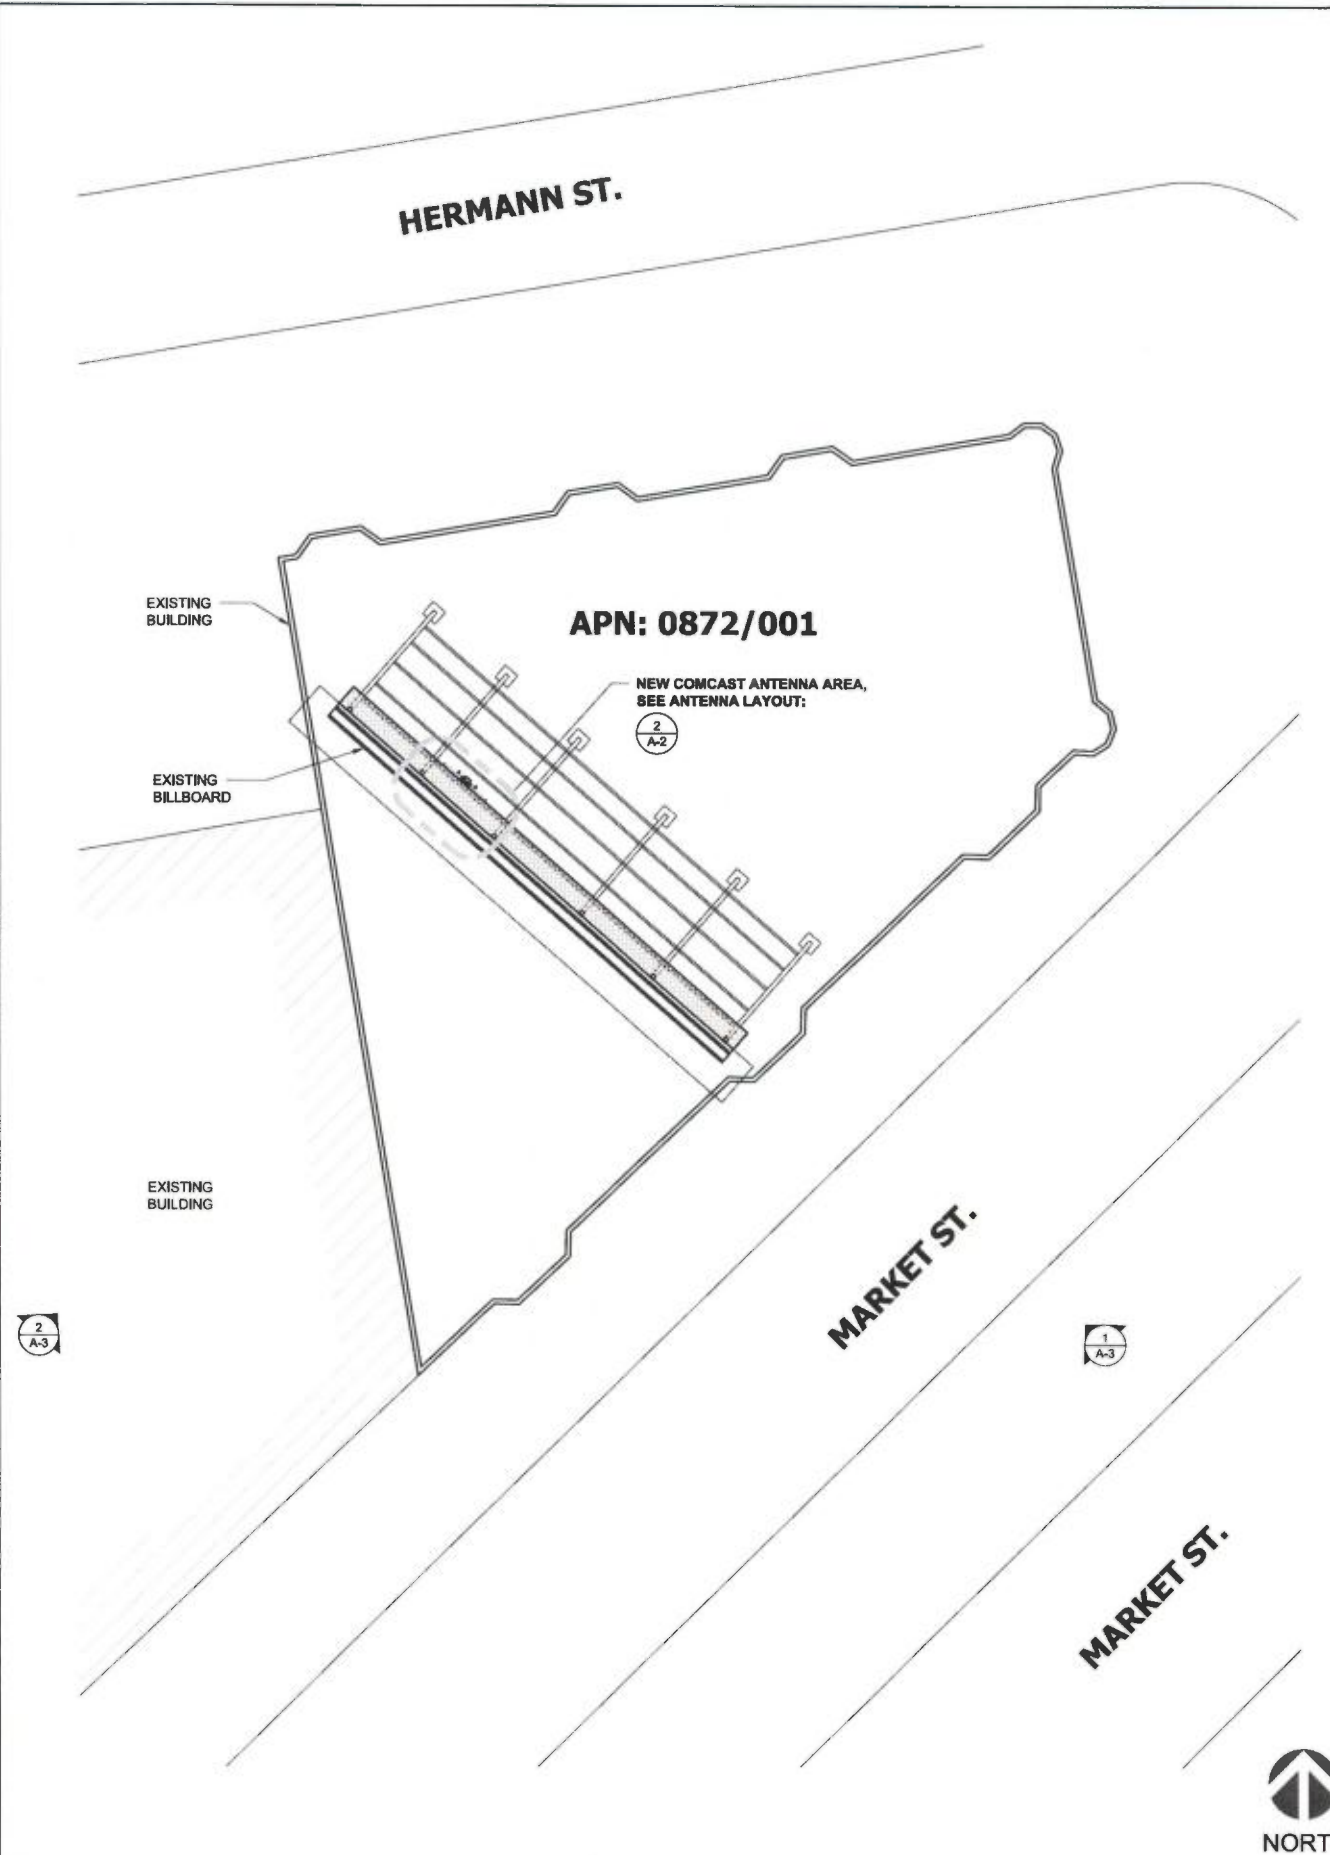 HERMANN ST.
EXISTING
BUILDING
APN: 0872/001
NEW COMCAST ANTENNA AREA,
SEE ANTENNA LAYOUT:
2
A-2
EXISTING
BILLBOARD
EXISTING
BUILDING
MARKET ST.
2
A-3
1
A-3
MARKET ST.
NORT